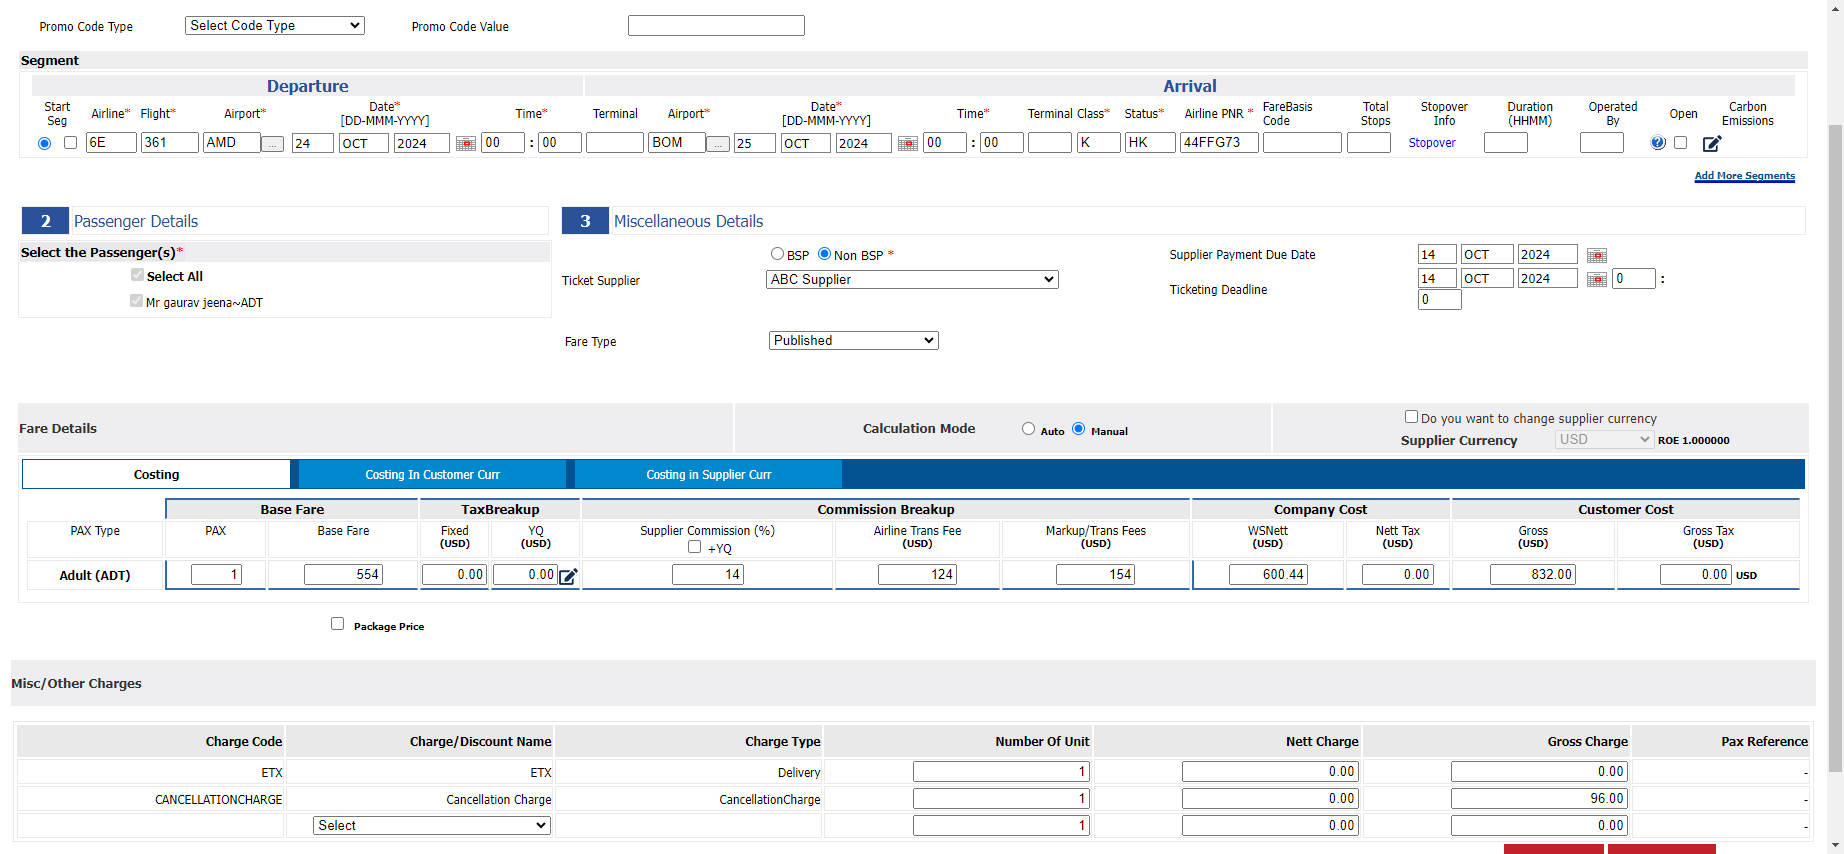 Promo Code Type Select Code Type Promo Code Value
Segment
Departure Arrival
Start Seg Airline* Flight* Airport* Date* [DD-MMM-YYYY] Time* Terminal Airport* Date* [DD-MMM-YYYY] Time* Terminal Class* Status* Airline PNR * FareBasis Code Total Stops Stopover Info Duration (HHMM) Operated By Open Carbon Emissions
6E 361 AMD ... 24 OCT 2024 00 : 00 BOM ... 25 OCT 2024 00 : 00 K HK 44FFG73 Stopover ?
Add More Segments
2 Passenger Details 3 Miscellaneous Details
Select the Passenger(s)*
Select All
Mr gaurav jeena~ADT
BSP Non BSP * Supplier Payment Due Date 14 OCT 2024
Ticket Supplier ABC Supplier Ticketing Deadline 14 OCT 2024 0 :
0
Fare Type Published
Fare Details Calculation Mode Auto Manual Do you want to change supplier currency
Supplier Currency USD ROE 1.000000
Costing Costing In Customer Curr Costing in Supplier Curr
Base Fare TaxBreakup Commission Breakup Company Cost Customer Cost
PAX Type PAX Base Fare Fixed (USD) YQ (USD) Supplier Commission (%) +YQ Airline Trans Fee (USD) Markup/Trans Fees (USD) WSNett (USD) Nett Tax (USD) Gross (USD) Gross Tax (USD)
Adult (ADT) 1 554 0.00 0.00 14 124 154 600.44 0.00 832.00 0.00 USD
Package Price
Misc/Other Charges
Charge Code Charge/Discount Name Charge Type Number Of Unit Nett Charge Gross Charge Pax Reference
ETX ETX Delivery 1 0.00 0.00 -
CANCELLATIONCHARGE Cancellation Charge CancellationCharge 1 0.00 96.00 -
Select 1 0.00 0.00 -